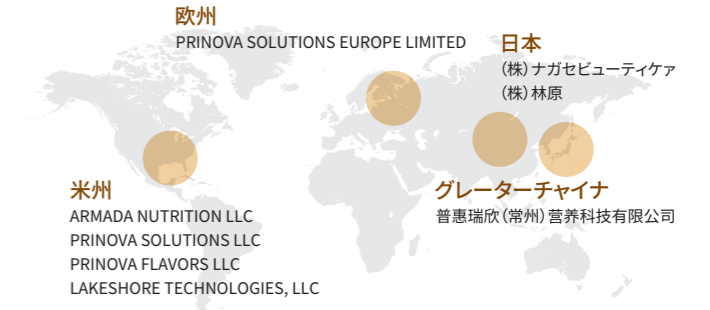 欧州
PRINOVA SOLUTIONS EUROPE LIMITED
日本
（株）ナガセビューティケァ
（株）林原
米州
ARMADA NUTRITION LLC
PRINOVA SOLUTIONS LLC
PRINOVA FLAVORS LLC
LAKESHORE TECHNOLOGIES, LLC
グレーターチャイナ
普惠瑞欣（常州）营养科技有限公司